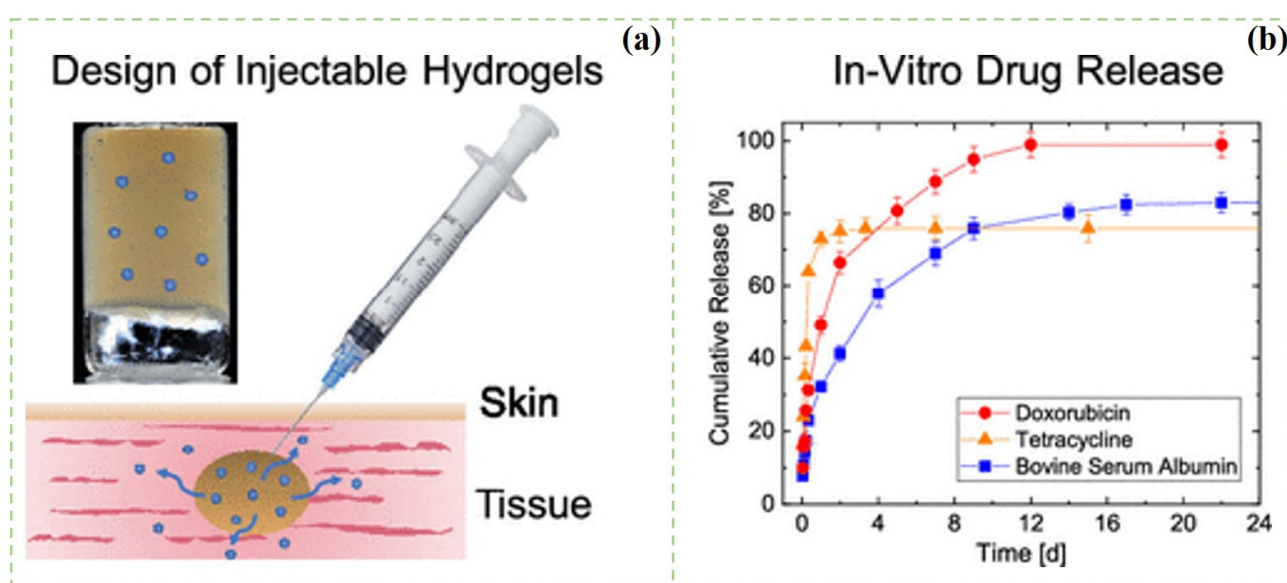 (a)
Design of Injectable Hydrogels
Skin
Tissue
(b)
In-Vitro Drug Release
Cumulative Release [%]
100
80
60
40
20
0
Doxorubicin
Tetracycline
Bovine Serum Albumin
0 4 8 12 16 20 24
Time [d]